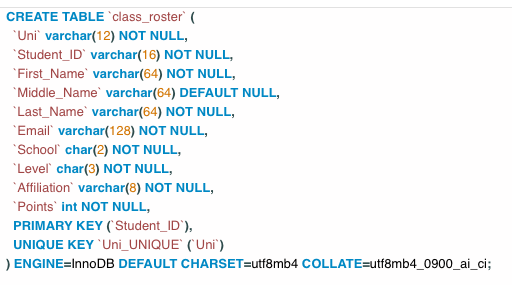 CREATE TABLE `class_roster` (
`Uni` varchar(12) NOT NULL,
`Student_ID` varchar(16) NOT NULL,
`First_Name` varchar(64) NOT NULL,
`Middle_Name` varchar(64) DEFAULT NULL,
`Last_Name` varchar(64) NOT NULL,
`Email` varchar(128) NOT NULL,
`School` char(2) NOT NULL,
`Level` char(3) NOT NULL,
`Affiliation` varchar(8) NOT NULL,
`Points` int NOT NULL,
PRIMARY KEY (`Student_ID`),
UNIQUE KEY `Uni_UNIQUE` (`Uni`)
) ENGINE=InnoDB DEFAULT CHARSET=utf8mb4 COLLATE=utf8mb4_0900_ai_ci;